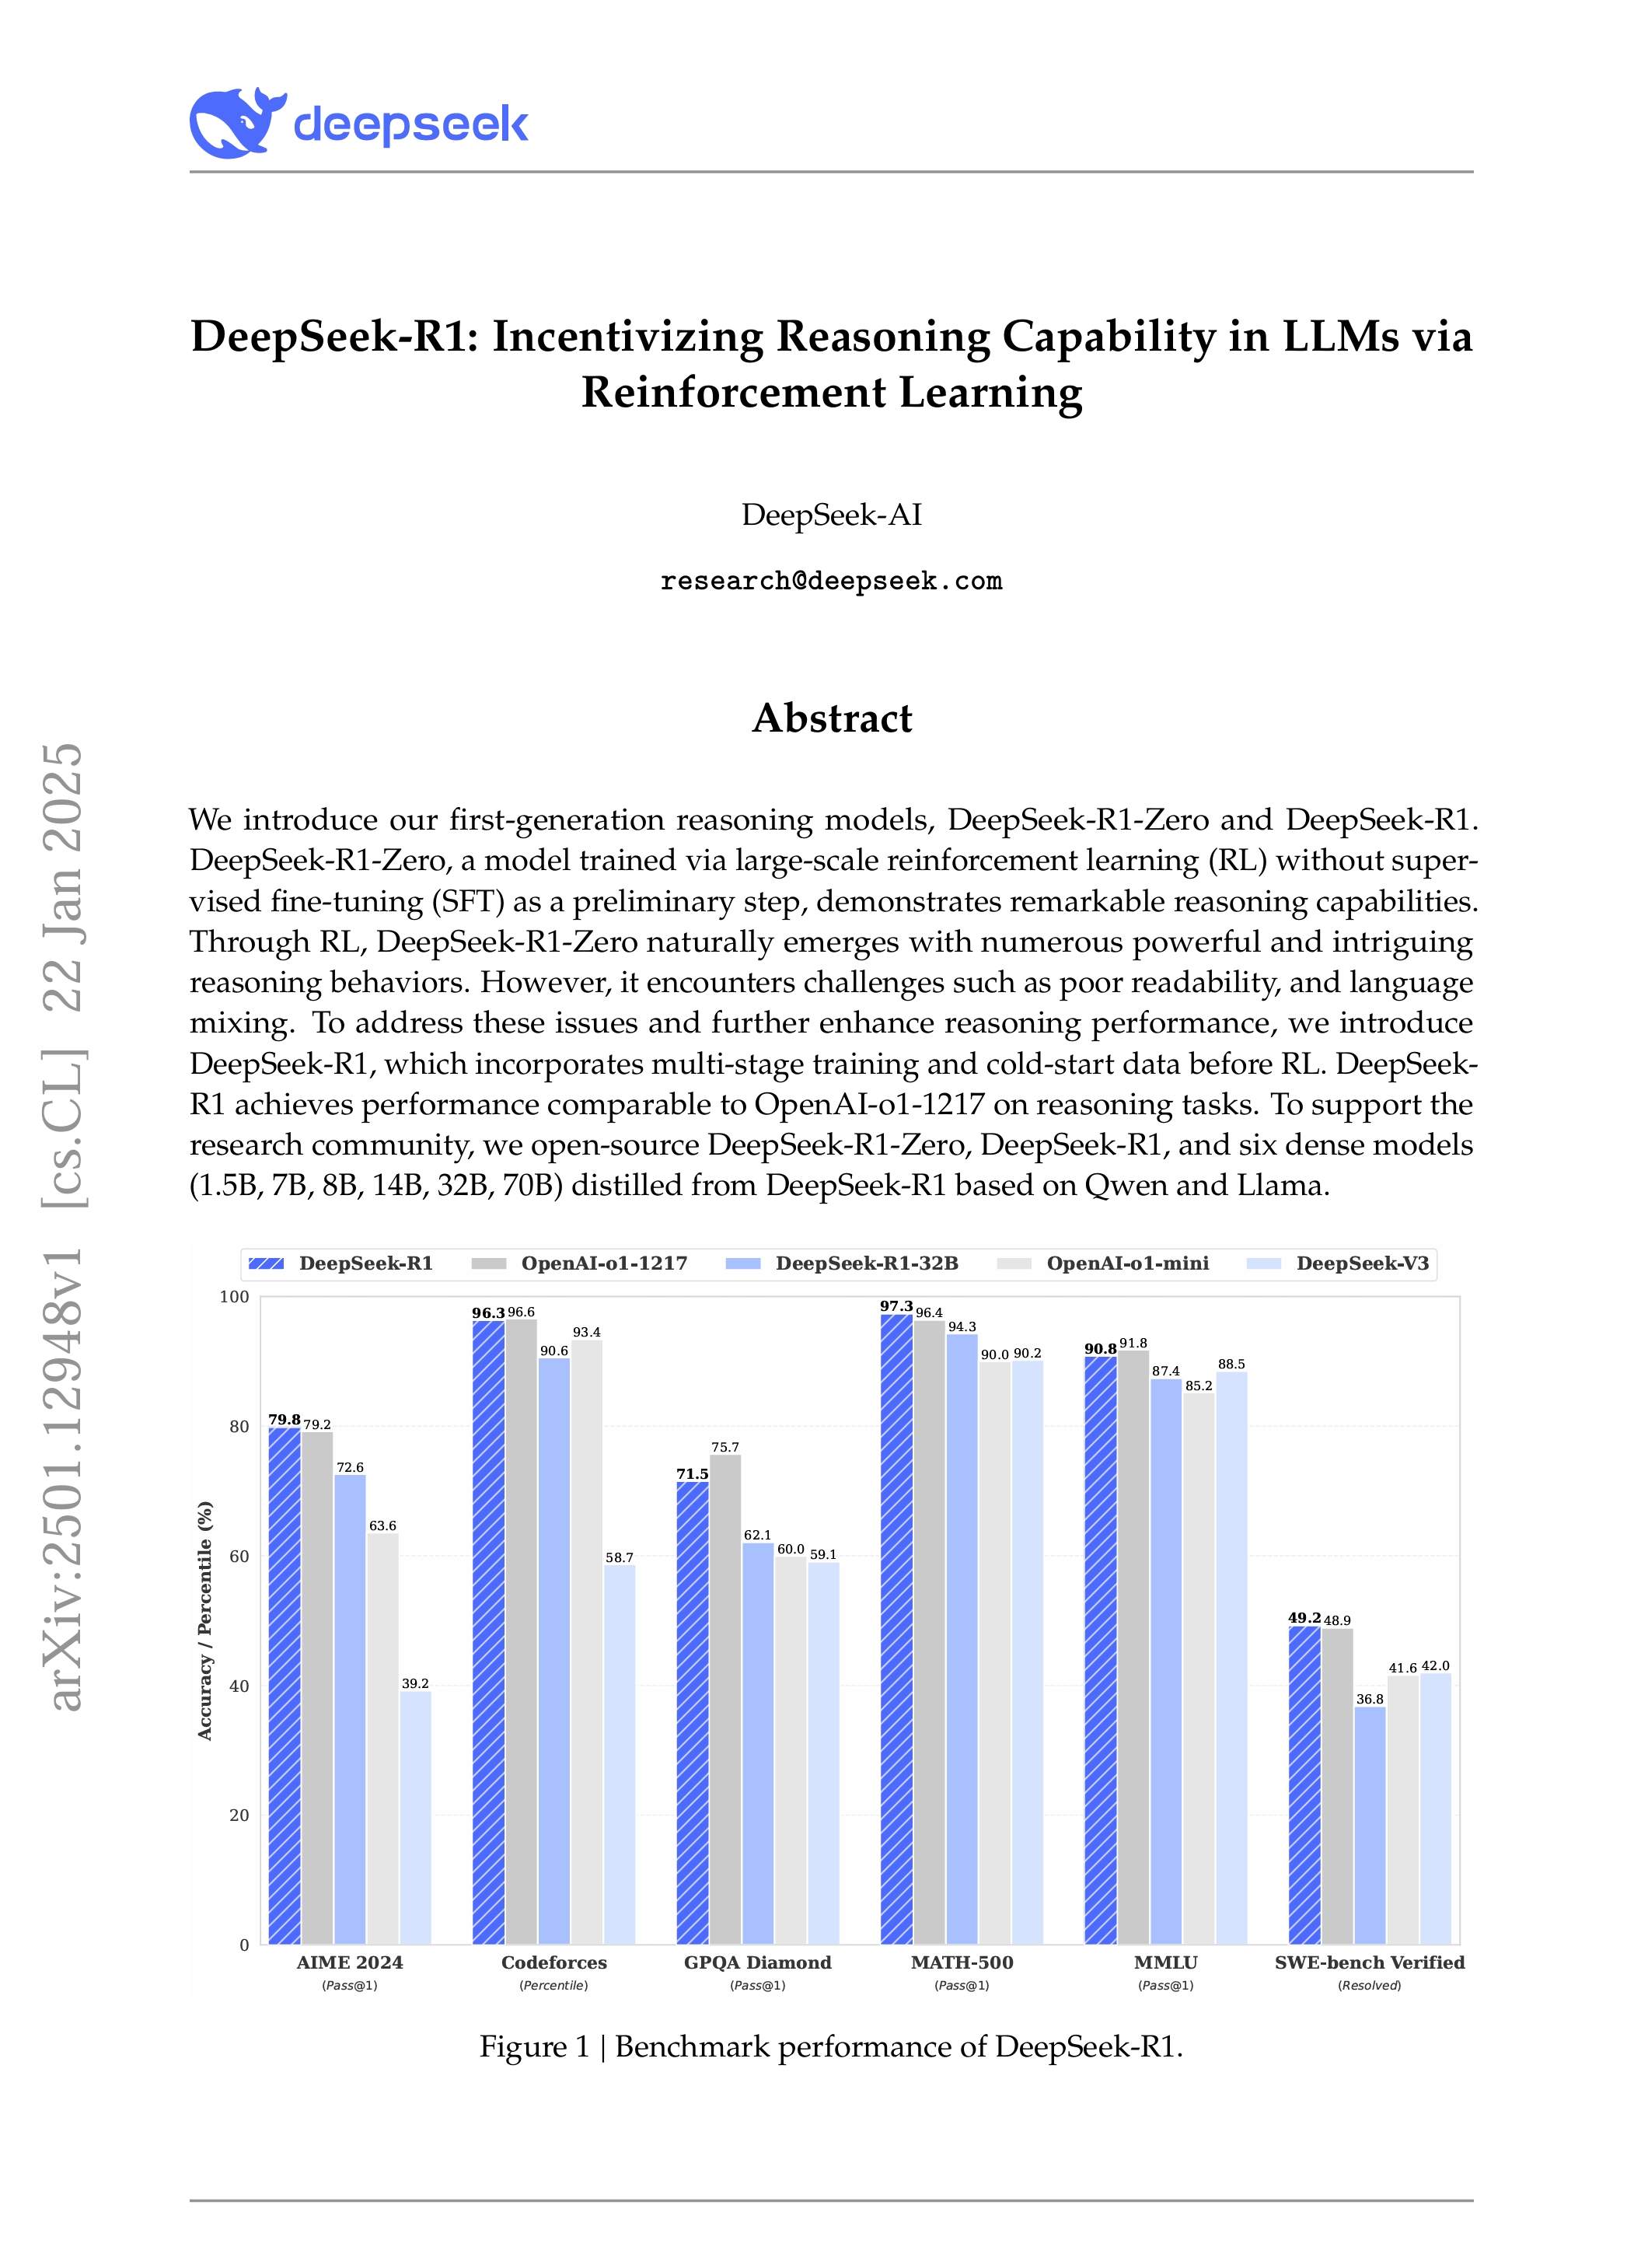 deepseek
DeepSeek-R1: Incentivizing Reasoning Capability in LLMs via
Reinforcement Learning
DeepSeek-AI
research@deepseek.com
Abstract
We introduce our first-generation reasoning models, DeepSeek-R1-Zero and DeepSeek-R1.
DeepSeek-R1-Zero, a model trained via large-scale reinforcement learning (RL) without super-
vised fine-tuning (SFT) as a preliminary step, demonstrates remarkable reasoning capabilities.
Through RL, DeepSeek-R1-Zero naturally emerges with numerous powerful and intriguing
reasoning behaviors. However, it encounters challenges such as poor readability, and language
mixing. To address these issues and further enhance reasoning performance, we introduce
DeepSeek-R1, which incorporates multi-stage training and cold-start data before RL. DeepSeek-
R1 achieves performance comparable to OpenAI-o1-1217 on reasoning tasks. To support the
research community, we open-source DeepSeek-R1-Zero, DeepSeek-R1, and six dense models
(1.5B, 7B, 8B, 14B, 32B, 70B) distilled from DeepSeek-R1 based on Qwen and Llama.
arXiv:2501.12948v1 [cs.CL] 22 Jan 2025
DeepSeek-R1 OpenAI-o1-1217 DeepSeek-R1-32B OpenAI-o1-mini DeepSeek-V3
Accuracy / Percentile (%)
100
80
60
40
20
0
79.8 79.2 72.6 63.6 39.2
96.3 96.6 90.6 93.4 58.7
71.5 75.7 62.1 60.0 59.1
97.3 96.4 94.3 90.0 90.2
90.8 91.8 87.4 85.2 88.5
49.2 48.9 36.8 41.6 42.0
AIME 2024 Codeforces GPQA Diamond MATH-500 MMLU SWE-bench Verified
(Pass@1) (Percentile) (Pass@1) (Pass@1) (Pass@1) (Resolved)
Figure 1 | Benchmark performance of DeepSeek-R1.